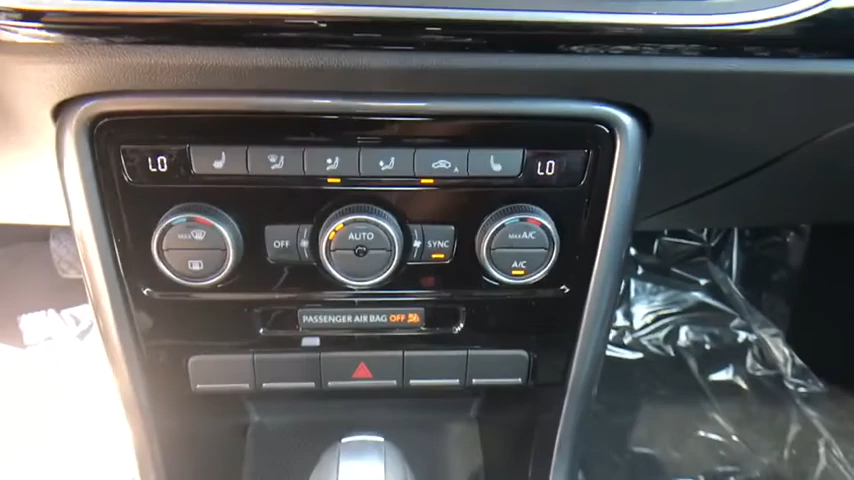 LO
A
LO
MAX
OFF
AUTO
SYNC
MAX A/C
A/C
PASSENGER AIR BAG OFF